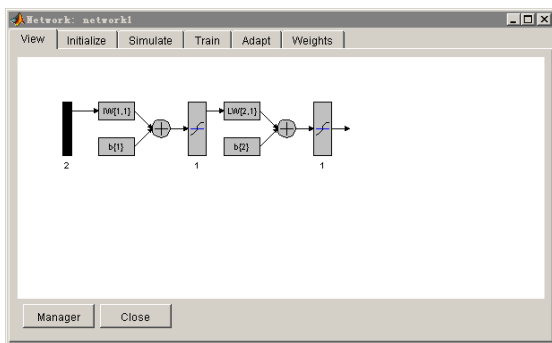 Network: network1
View Initialize Simulate Train Adapt Weights
IW{1,1} LW{2,1}
b{1} b{2}
2 1 1
Manager Close